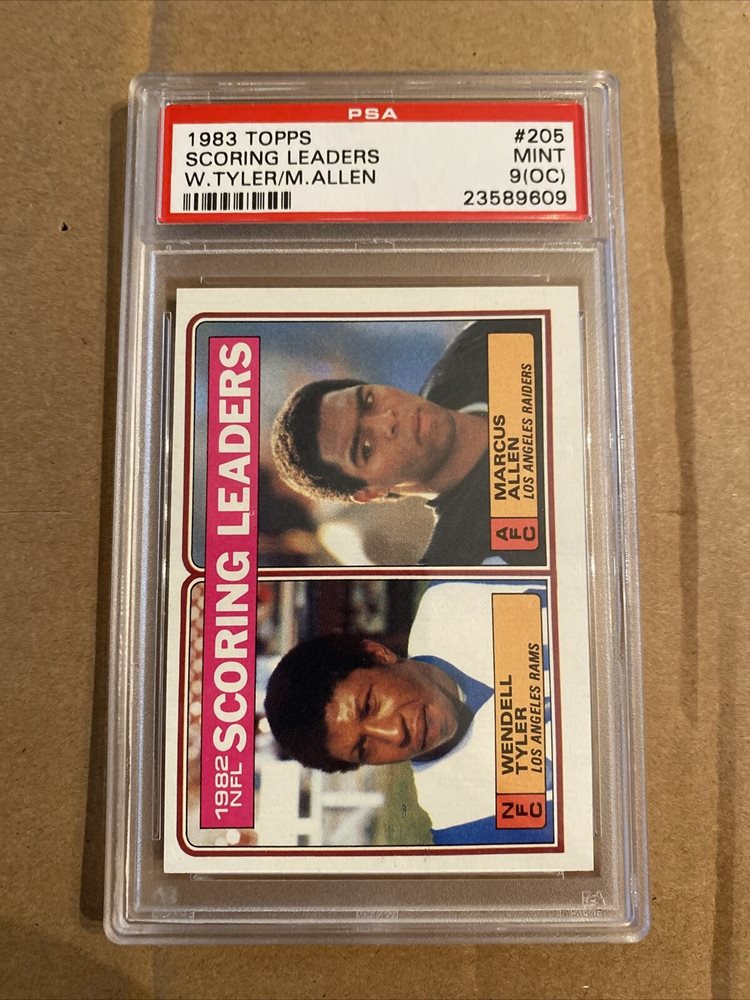 PSA
1983 TOPPS #205
SCORING LEADERS MINT
W.TYLER/M.ALLEN 9(OC)
23589609
1982 NFL SCORING LEADERS
NFC
WENDELL
TYLER
LOS ANGELES RAMS
AFC
MARCUS
ALLEN
LOS ANGELES RAIDERS